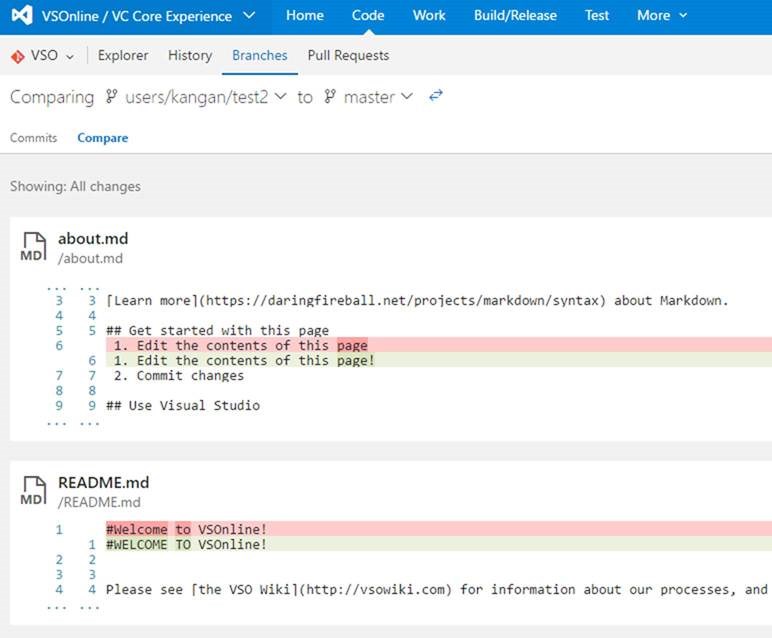 VSOnline / VC Core Experience Home Code Work Build/Release Test More
VSO Explorer History Branches Pull Requests
Comparing users/kangan/test2 to master
Commits Compare
Showing: All changes
MD about.md
/about.md
... ...
3 3 [Learn more](https://daringfireball.net/projects/markdown/syntax) about Markdown.
4 4
5 5 ## Get started with this page
6 1. Edit the contents of this page
6 1. Edit the contents of this page!
7 7 2. Commit changes
8 8
9 9 ## Use Visual Studio
... ...
MD README.md
/README.md
1 #Welcome to VSOnline!
1 #WELCOME TO VSOnline!
2 2
3 3
4 4 Please see [the VSO Wiki](http://vsowiki.com) for information about our processes, and
... ...